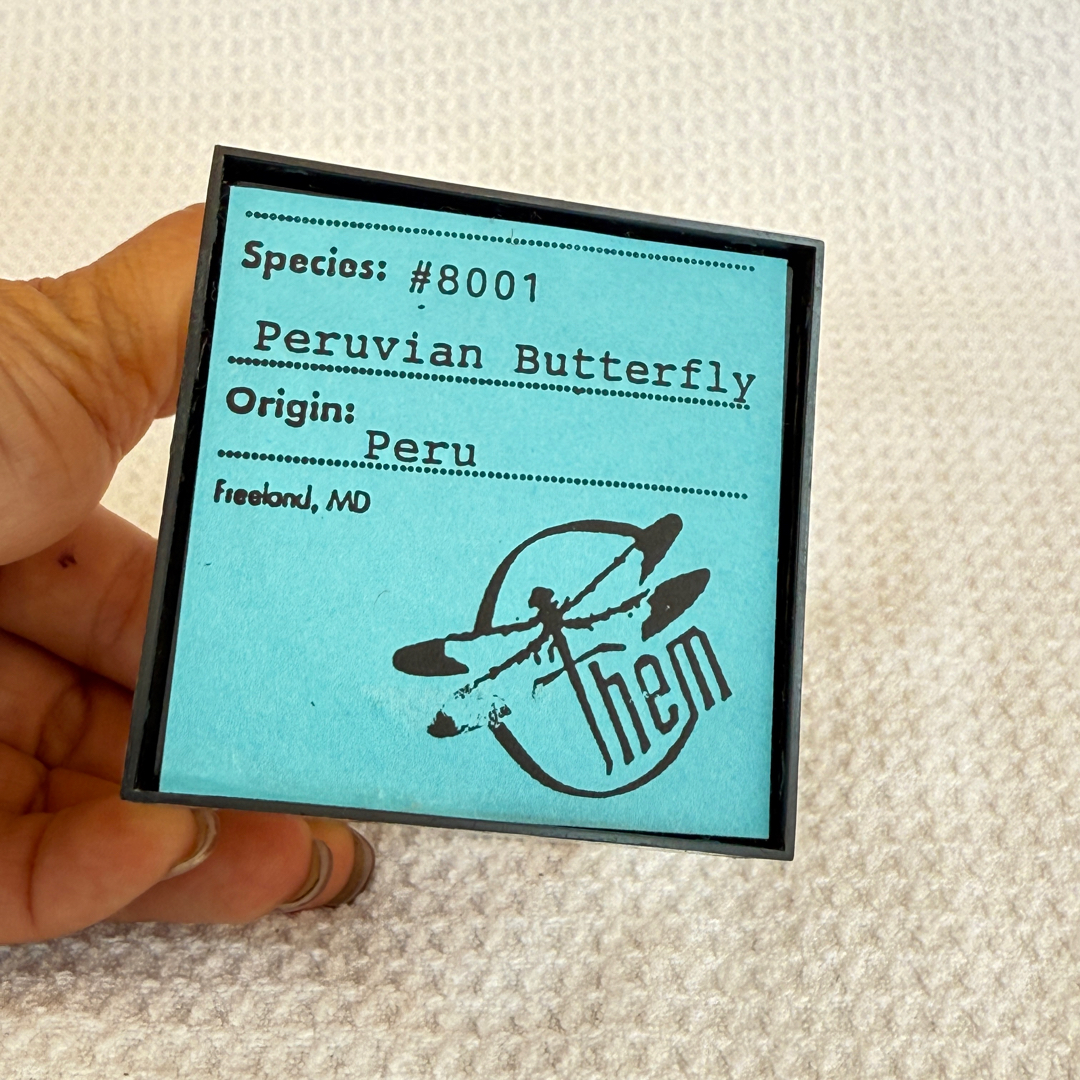 Species: #8001
Peruvian Butterfly
Origin:
Peru
Freeland, MD
Them